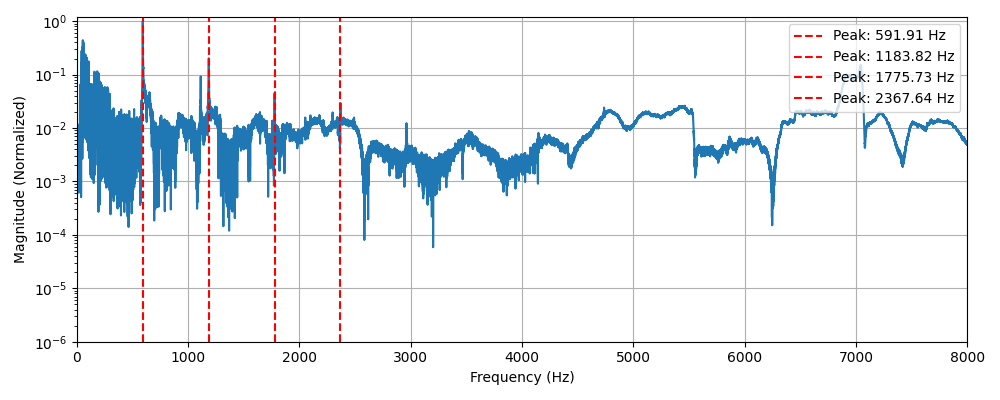 10⁰
10⁻¹
10⁻²
10⁻³
10⁻⁴
10⁻⁵
10⁻⁶
Magnitude (Normalized)
Peak: 591.91 Hz
Peak: 1183.82 Hz
Peak: 1775.73 Hz
Peak: 2367.64 Hz
0 1000 2000 3000 4000 5000 6000 7000 8000
Frequency (Hz)